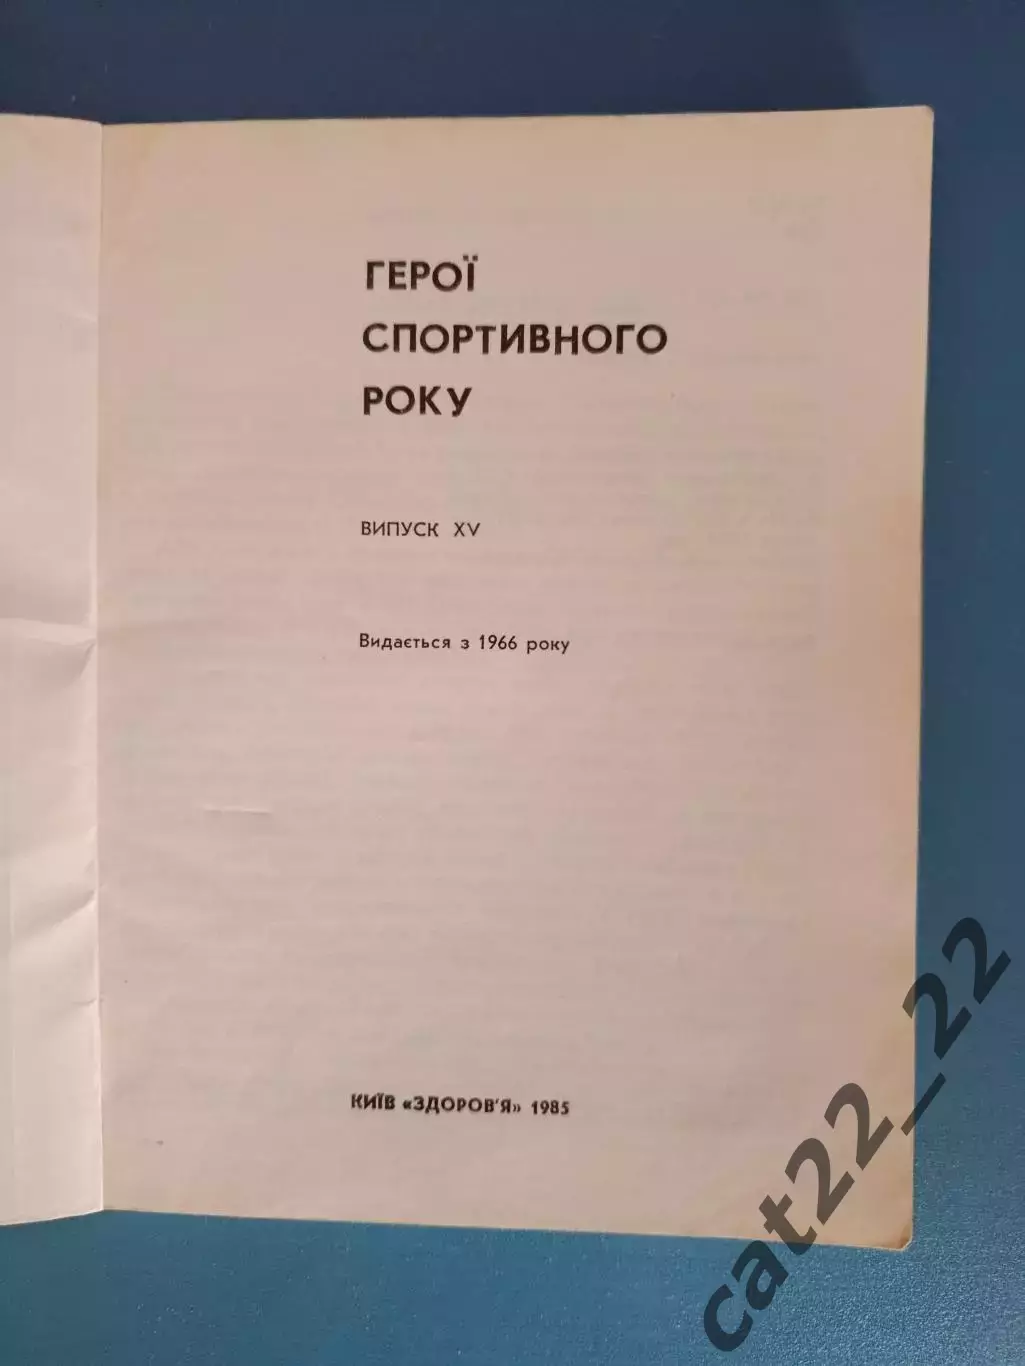 ГЕРОЇ
СПОРТИВНОГО
РОКУ
ВИПУСК XV
Видається з 1966 року
КИЇВ «ЗДОРОВ'Я» 1985
cat22_22